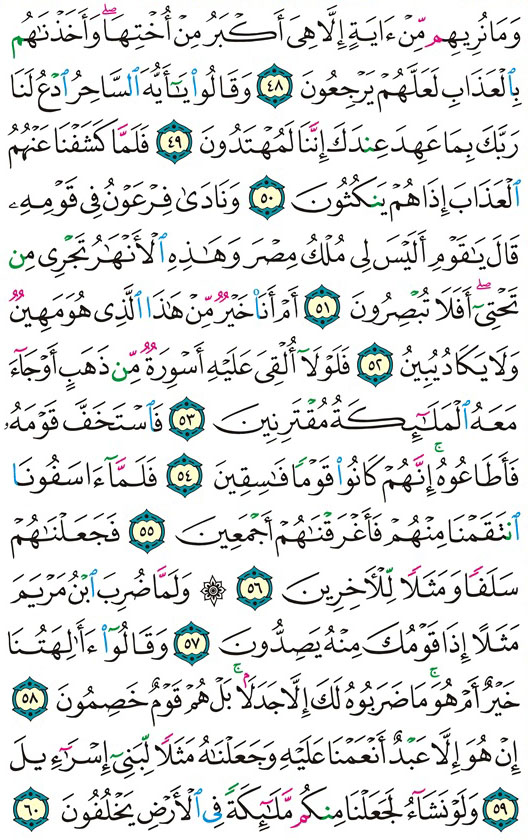 وَمَا نُرِيهِم مِّنْ ءَايَةٍ إِلَّا هِىَ أَكْبَرُ مِنْ أُخْتِهَاۖ وَأَخَذْنَٰهُم
بِٱلْعَذَابِ لَعَلَّهُمْ يَرْجِعُونَ ٤٨ وَقَالُوا۟ يَٰٓأَيُّهَ ٱلسَّاحِرُ ٱدْعُ لَنَا
رَبَّكَ بِمَا عَهِدَ عِندَكَ إِنَّنَا لَمُهْتَدُونَ ٤٩ فَلَمَّا كَشَفْنَا عَنْهُمُ
ٱلْعَذَابَ إِذَا هُمْ يَنكُثُونَ ٥٠ وَنَادَىٰ فِرْعَوْنُ فِى قَوْمِهِۦ
قَالَ يَٰقَوْمِ أَلَيْسَ لِى مُلْكُ مِصْرَ وَهَٰذِهِ ٱلْأَنْهَٰرُ تَجْرِى مِن
تَحْتِىٓۖ أَفَلَا تُبْصِرُونَ ٥١ أَمْ أَنَا۠ خَيْرٌ مِّنْ هَٰذَا ٱلَّذِى هُوَ مَهِينٌ
وَلَا يَكَادُ يُبِينُ ٥٢ فَلَوْلَآ أُلْقِىَ عَلَيْهِ أَسْوِرَةٌ مِّن ذَهَبٍ أَوْ جَآءَ
مَعَهُ ٱلْمَلَٰٓئِكَةُ مُقْتَرِنِينَ ٥٣ فَٱسْتَخَفَّ قَوْمَهُۥ
فَأَطَاعُوهُۚ إِنَّهُمْ كَانُوا۟ قَوْمًا فَٰسِقِينَ ٥٤ فَلَمَّآ ءَاسَفُونَا
ٱنتَقَمْنَا مِنْهُمْ فَأَغْرَقْنَٰهُمْ أَجْمَعِينَ ٥٥ فَجَعَلْنَٰهُمْ
سَلَفًا وَمَثَلًا لِّلْءَاخِرِينَ ٥٦ ۞ وَلَمَّا ضُرِبَ ٱبْنُ مَرْيَمَ
مَثَلًا إِذَا قَوْمُكَ مِنْهُ يَصِدُّونَ ٥٧ وَقَالُوٓا۟ ءَأَٰلِهَتُنَا
خَيْرٌ أَمْ هُوَۚ مَا ضَرَبُوهُ لَكَ إِلَّا جَدَلًۢاۚ بَلْ هُمْ قَوْمٌ خَصِمُونَ ٥٨
إِنْ هُوَ إِلَّا عَبْدٌ أَنْعَمْنَا عَلَيْهِ وَجَعَلْنَٰهُ مَثَلًا لِّبَنِىٓ إِسْرَٰٓءِيلَ
٥٩ وَلَوْ نَشَآءُ لَجَعَلْنَا مِنكُم مَّلَٰٓئِكَةً فِى ٱلْأَرْضِ يَخْلُفُونَ ٦٠